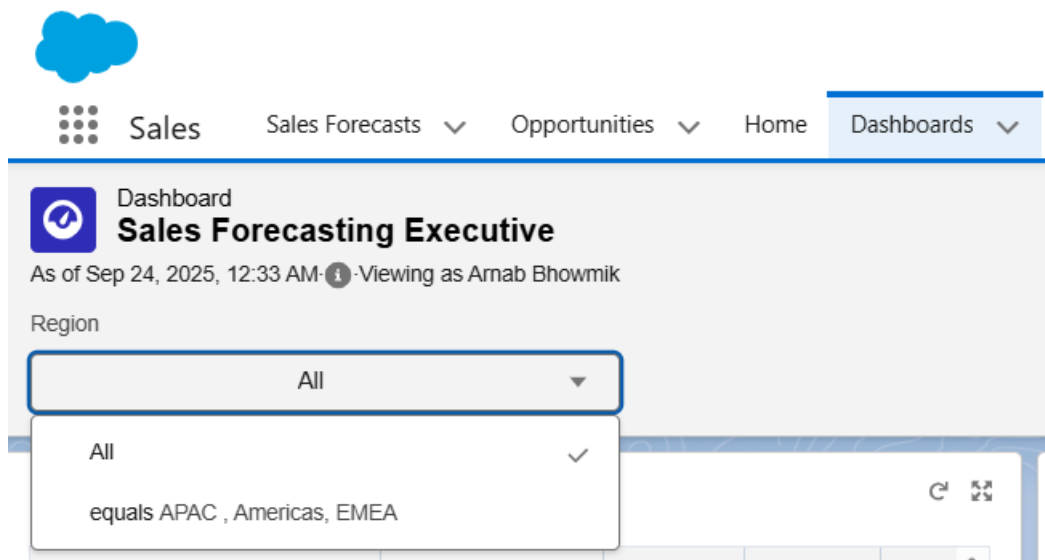 Sales
Sales Forecasts
Opportunities
Home
Dashboards
Dashboard
Sales Forecasting Executive
As of Sep 24, 2025, 12:33 AM·i·Viewing as Arnab Bhowmik
Region
All
All
equals APAC , Americas, EMEA